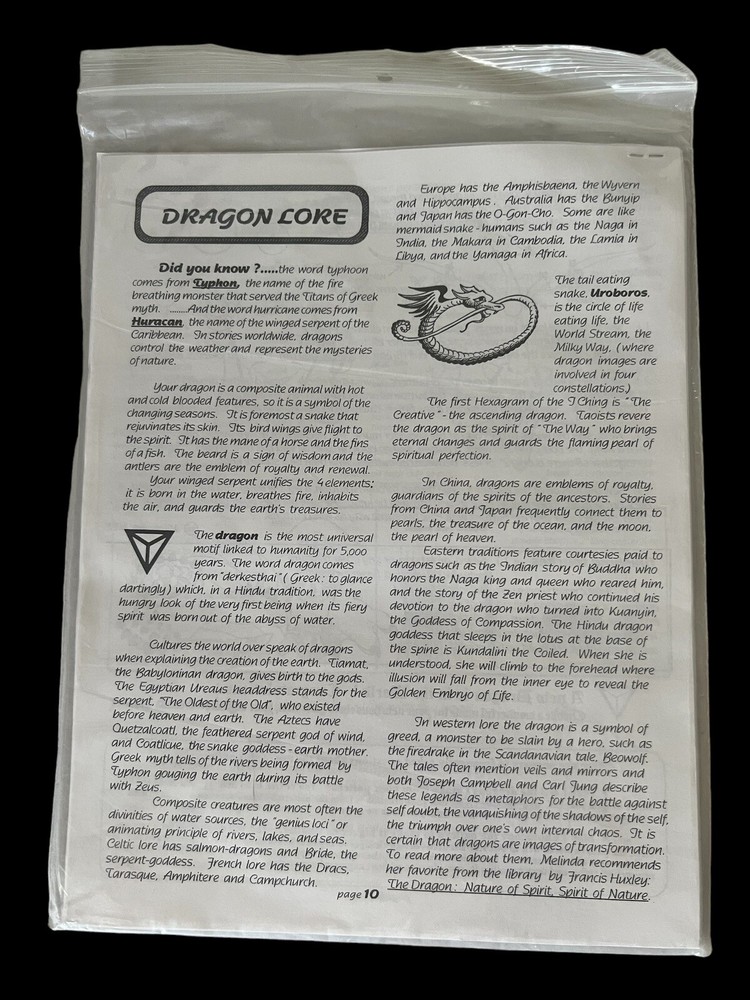 DRAGON LORE
Did you know ?.....the word typhoon
comes from Typhon, the name of the fire
breathing monster that served the Titans of Greek
myth. ........And the word hurricane comes from
Huracan, the name of the winged serpent of the
Caribbean. In stories worldwide, dragons
control the weather and represent the mysteries
of nature.
Your dragon is a composite animal with hot
and cold blooded features, so it is a symbol of the
changing seasons. It is foremost a snake that
rejuvinates its skin. Its bird wings give flight to
the spirit. It has the mane of a horse and the fins
of a fish. The beard is a sign of wisdom and the
antlers are the emblem of royalty and renewal.
Your winged serpent unifies the 4 elements;
it is born in the water, breathes fire, inhabits
the air, and guards the earth's treasures.
The dragon is the most universal
motif linked to humanity for 5,000
years. The word dragon comes
from "derkesthai" ( Greek: to glance
dartingly) which, in a Hindu tradition, was the
hungry look of the very first being when its fiery
spirit was born out of the abyss of water.
Cultures the world over speak of dragons
when explaining the creation of the earth. Tiamat,
the Babyloninan dragon, gives birth to the gods.
The Egyptian Ureaus headdress stands for the
serpent, "The Oldest of the Old", who existed
before heaven and earth. The Aztecs have
Quetzalcoatl, the feathered serpent god of wind,
and Coatlicue, the snake goddess - earth mother.
Greek myth tells of the rivers being formed by
Typhon gouging the earth during its battle
with Zeus.
Composite creatures are most often the
divinities of water sources, the "genius loci" or
animating principle of rivers, lakes, and seas.
Celtic lore has salmon-dragons and Bride, the
serpent-goddess. French lore has the Dracs,
Tarasque, Amphitere and Campchurch.
Europe has the Amphisbaena, the Wyvern
and Hippocampus. Australia has the Bunyip
and Japan has the O-Gon-Cho. Some are like
mermaid snake - humans such as the Naga in
India, the Makara in Cambodia, the Lamia in
Libya, and the Yamaga in Africa.
The tail eating
snake, Uroboros,
is the circle of life
eating life, the
World Stream, the
Milky Way, (where
dragon images are
involved in four
constellations.)
The first Hexagram of the I Ching is "The
Creative" - the ascending dragon. Taoists revere
the dragon as the spirit of "The Way" who brings
eternal changes and guards the flaming pearl of
spiritual perfection.
In China, dragons are emblems of royalty,
guardians of the spirits of the ancestors. Stories
from China and Japan frequently connect them to
pearls, the treasure of the ocean, and the moon,
the pearl of heaven.
Eastern traditions feature courtesies paid to
dragons such as the Indian story of Buddha who
honors the Naga king and queen who reared him,
and the story of the Zen priest who continued his
devotion to the dragon who turned into Kuanyin,
the Goddess of Compassion. The Hindu dragon
goddess that sleeps in the lotus at the base of
the spine is Kundalini the Coiled. When she is
understood, she will climb to the forehead where
illusion will fall from the inner eye to reveal the
Golden Embryo of Life.
In western lore the dragon is a symbol of
greed, a monster to be slain by a hero, such as
the firedrake in the Scandanavian tale, Beowolf.
The tales often mention veils and mirrors and
both Joseph Campbell and Carl Jung describe
these legends as metaphors for the battle against
self doubt, the vanquishing of the shadows of the self,
the triumph over one's own internal chaos. It is
certain that dragons are images of transformation.
To read more about them, Melinda recommends
her favorite from the library by Francis Huxley:
The Dragon: Nature of Spirit, Spirit of Nature.
page 10